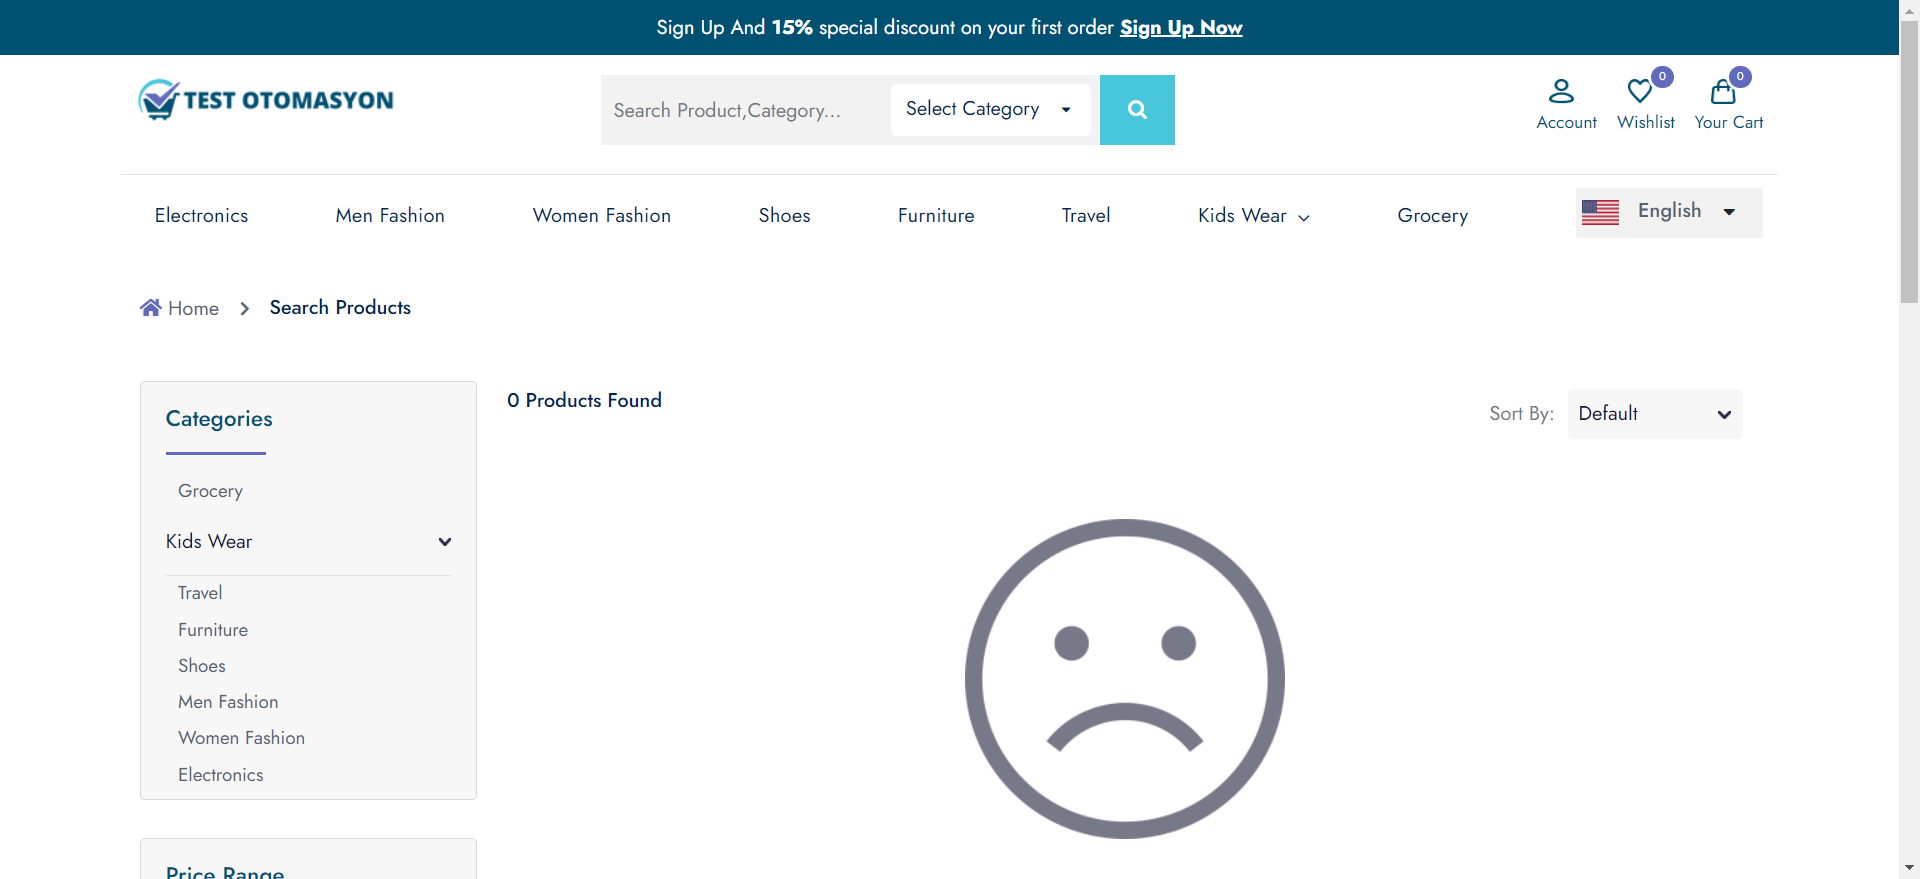 Sign Up And 15% special discount on your first order Sign Up Now
TEST OTOMASYON
Search Product,Category...
Select Category
0
0
Account
Wishlist
Your Cart
Electronics
Men Fashion
Women Fashion
Shoes
Furniture
Travel
Kids Wear
Grocery
English
Home
Search Products
Categories
Grocery
Kids Wear
Travel
Furniture
Shoes
Men Fashion
Women Fashion
Electronics
0 Products Found
Sort By:
Default
Price Range